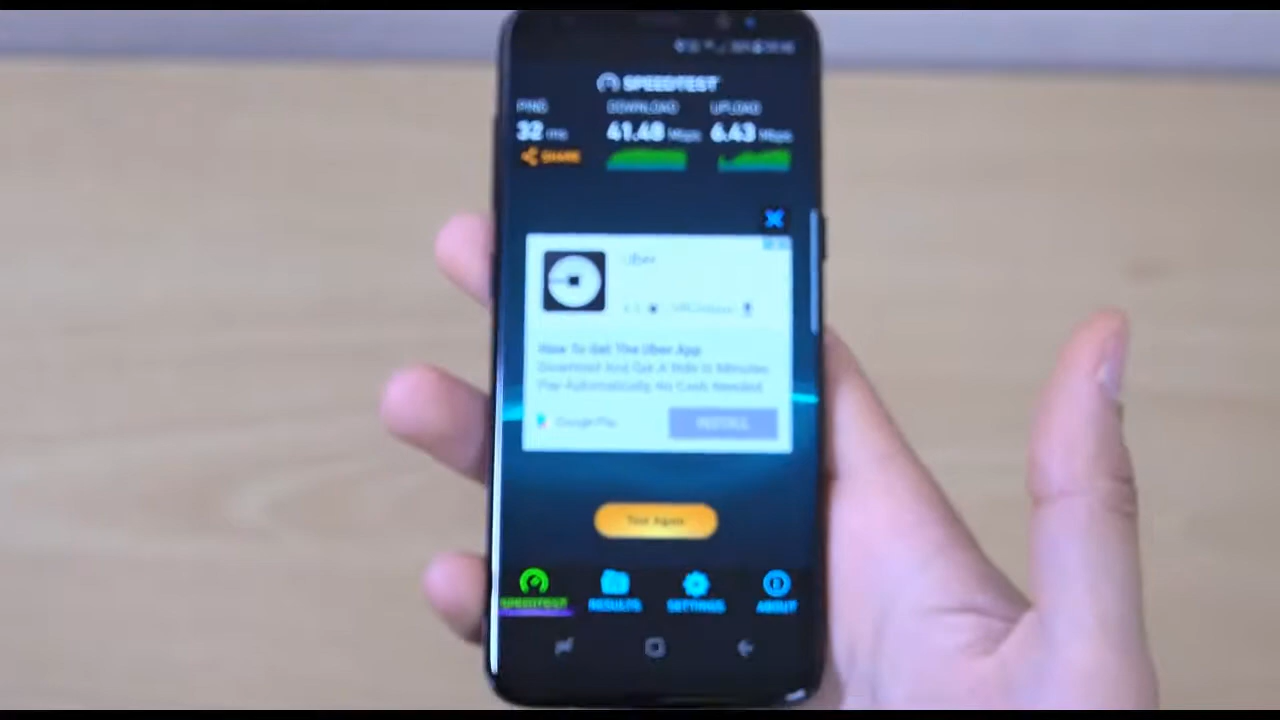 SPEEDTEST
PING DOWNLOAD UPLOAD
32 ms 41.48 Mbps 6.43 Mbps
SHARE
Uber
How To Get The Uber App
Download And Get A Ride In Minutes
Pay Automatically, No Cash Needed
Google Play INSTALL
Test Again
SPEEDTEST RESULTS SETTINGS ABOUT